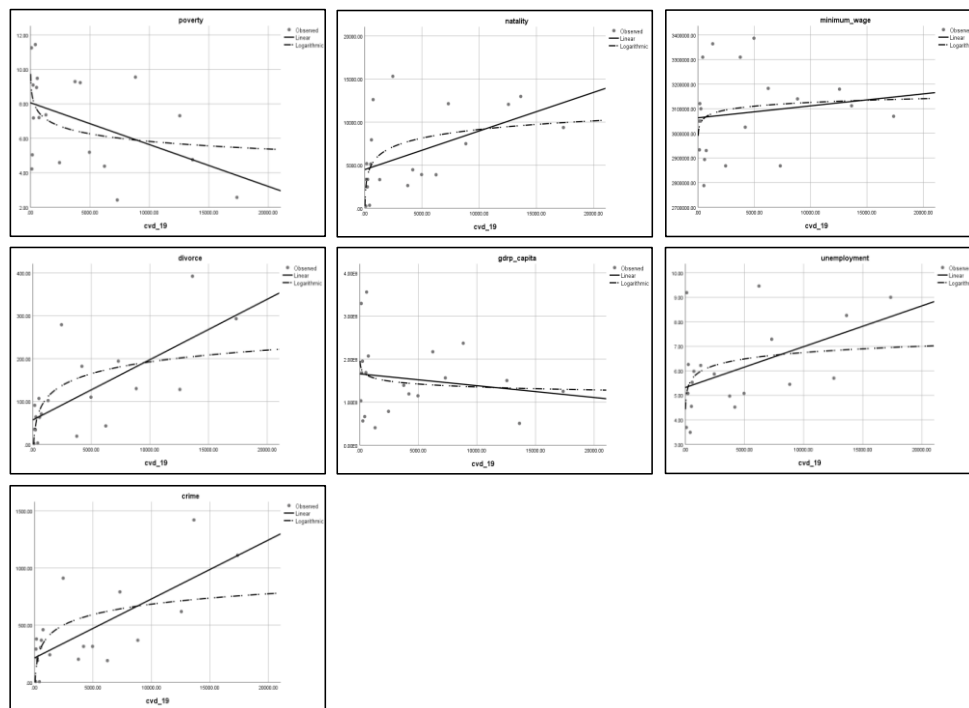 poverty
Observed
Linear
Logarithmic
12.00
10.00
8.00
6.00
4.00
2.00
.00 5000.00 10000.00 15000.00 20000.00
cvd_19
natality
Observed
Linear
Logarithmic
20000.00
15000.00
10000.00
5000.00
.00
.00 5000.00 10000.00 15000.00 20000.00
cvd_19
minimum_wage
Observed
Linear
Logarithmic
3400000.00
3300000.00
3200000.00
3100000.00
3000000.00
2900000.00
2800000.00
2700000.00
.00 5000.00 10000.00 15000.00 20000.00
cvd_19
divorce
Observed
Linear
Logarithmic
400.00
300.00
200.00
100.00
.00
.00 5000.00 10000.00 15000.00 20000.00
cvd_19
gdrp_capita
Observed
Linear
Logarithmic
.00 5000.00 10000.00 15000.00 20000.00
cvd_19
unemployment
Observed
Linear
Logarithmic
10.00
9.00
8.00
7.00
6.00
5.00
4.00
3.00
.00 5000.00 10000.00 15000.00 20000.00
cvd_19
crime
Observed
Linear
Logarithmic
1500.00
1000.00
500.00
.00
.00 5000.00 10000.00 15000.00 20000.00
cvd_19